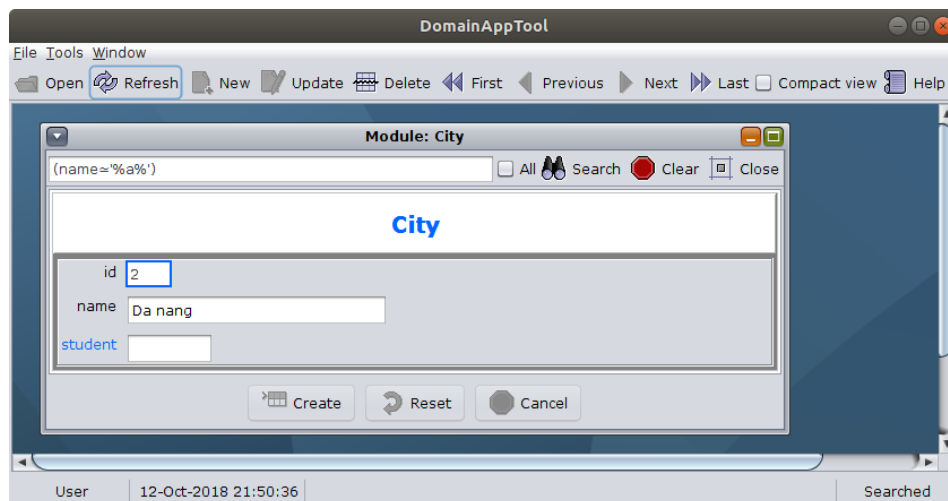 DomainAppTool
File Tools Window
Open Refresh New Update Delete First Previous Next Last Compact view Help
Module: City
(name≃'%a%') All Search Clear Close
City
id 2
name Da nang
student
Create Reset Cancel
User 12-Oct-2018 21:50:36 Searched